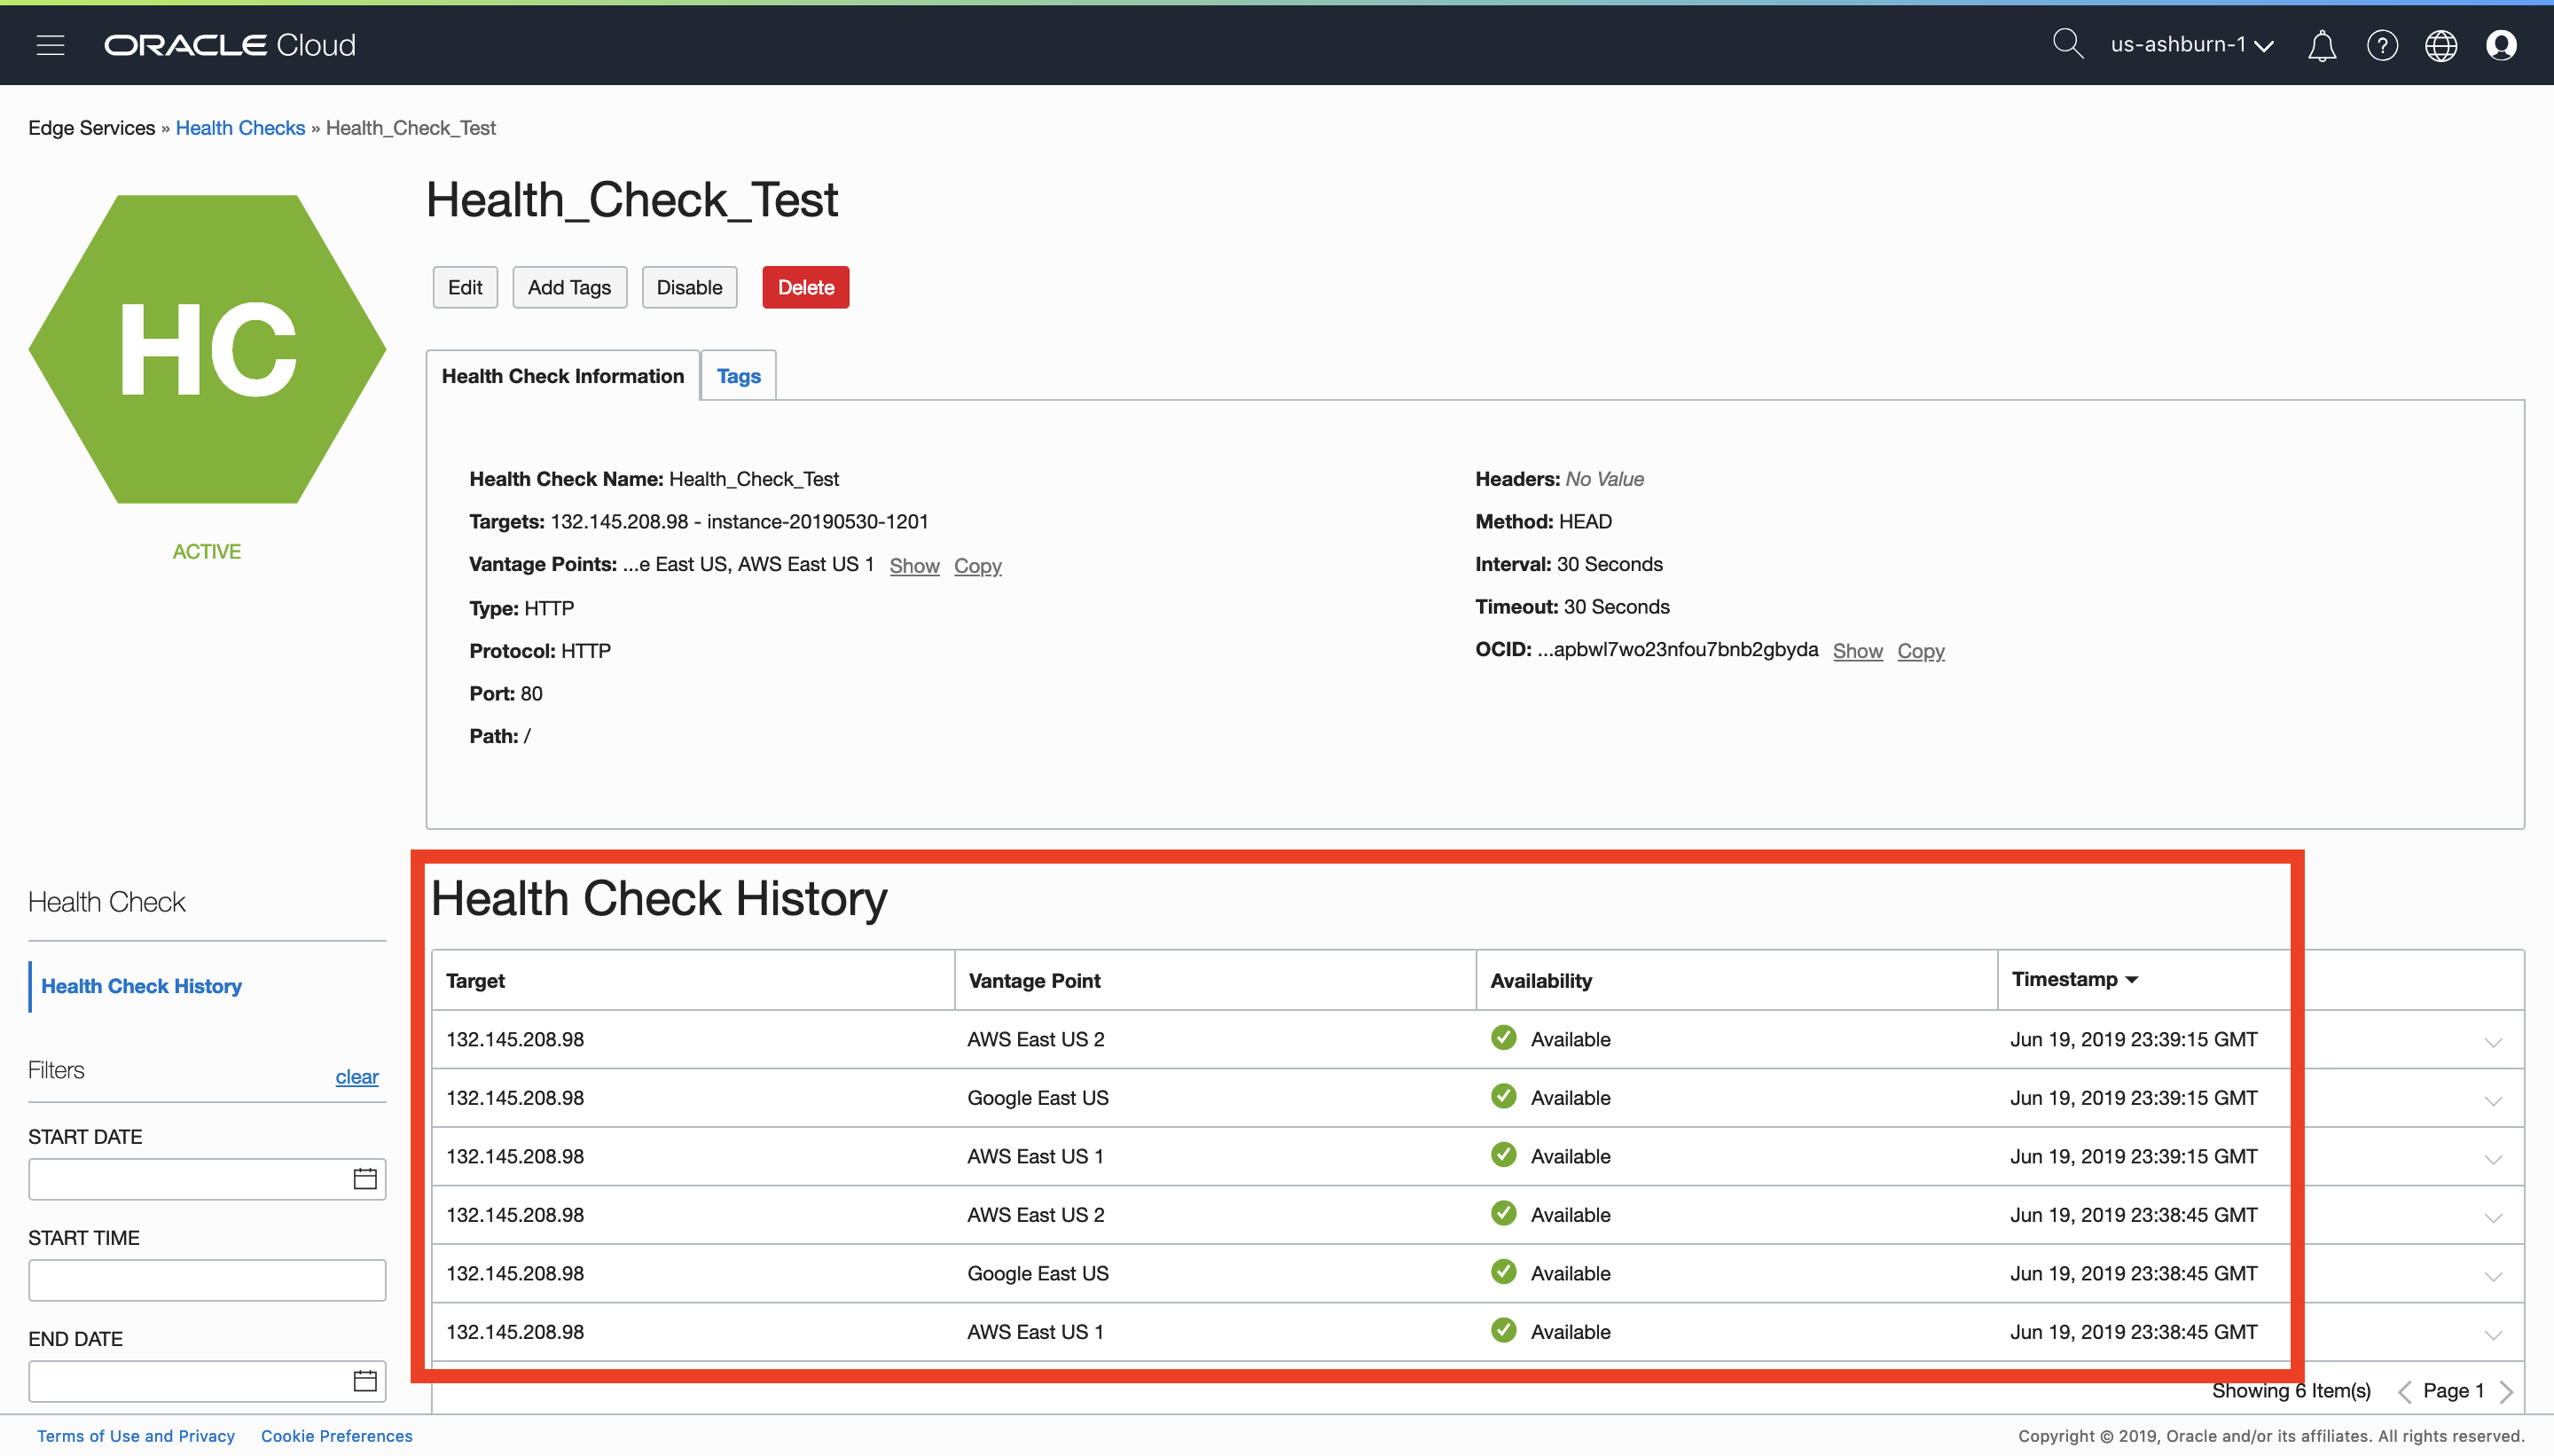 ORACLE Cloud
us-ashburn-1
Edge Services » Health Checks » Health_Check_Test
HC
ACTIVE
Health_Check_Test
Edit Add Tags Disable Delete
Health Check Information Tags
Health Check Name: Health_Check_Test
Targets: 132.145.208.98 - instance-20190530-1201
Vantage Points: ...e East US, AWS East US 1 Show Copy
Type: HTTP
Protocol: HTTP
Port: 80
Path: /
Headers: No Value
Method: HEAD
Interval: 30 Seconds
Timeout: 30 Seconds
OCID: ...apbwl7wo23nfou7bnb2gbyda Show Copy
Health Check
Health Check History
Filters clear
START DATE
START TIME
END DATE
Health Check History
Target Vantage Point Availability Timestamp
132.145.208.98 AWS East US 2 Available Jun 19, 2019 23:39:15 GMT
132.145.208.98 Google East US Available Jun 19, 2019 23:39:15 GMT
132.145.208.98 AWS East US 1 Available Jun 19, 2019 23:39:15 GMT
132.145.208.98 AWS East US 2 Available Jun 19, 2019 23:38:45 GMT
132.145.208.98 Google East US Available Jun 19, 2019 23:38:45 GMT
132.145.208.98 AWS East US 1 Available Jun 19, 2019 23:38:45 GMT
Showing 6 Item(s) Page 1
Terms of Use and Privacy Cookie Preferences
Copyright © 2019, Oracle and/or its affiliates. All rights reserved.